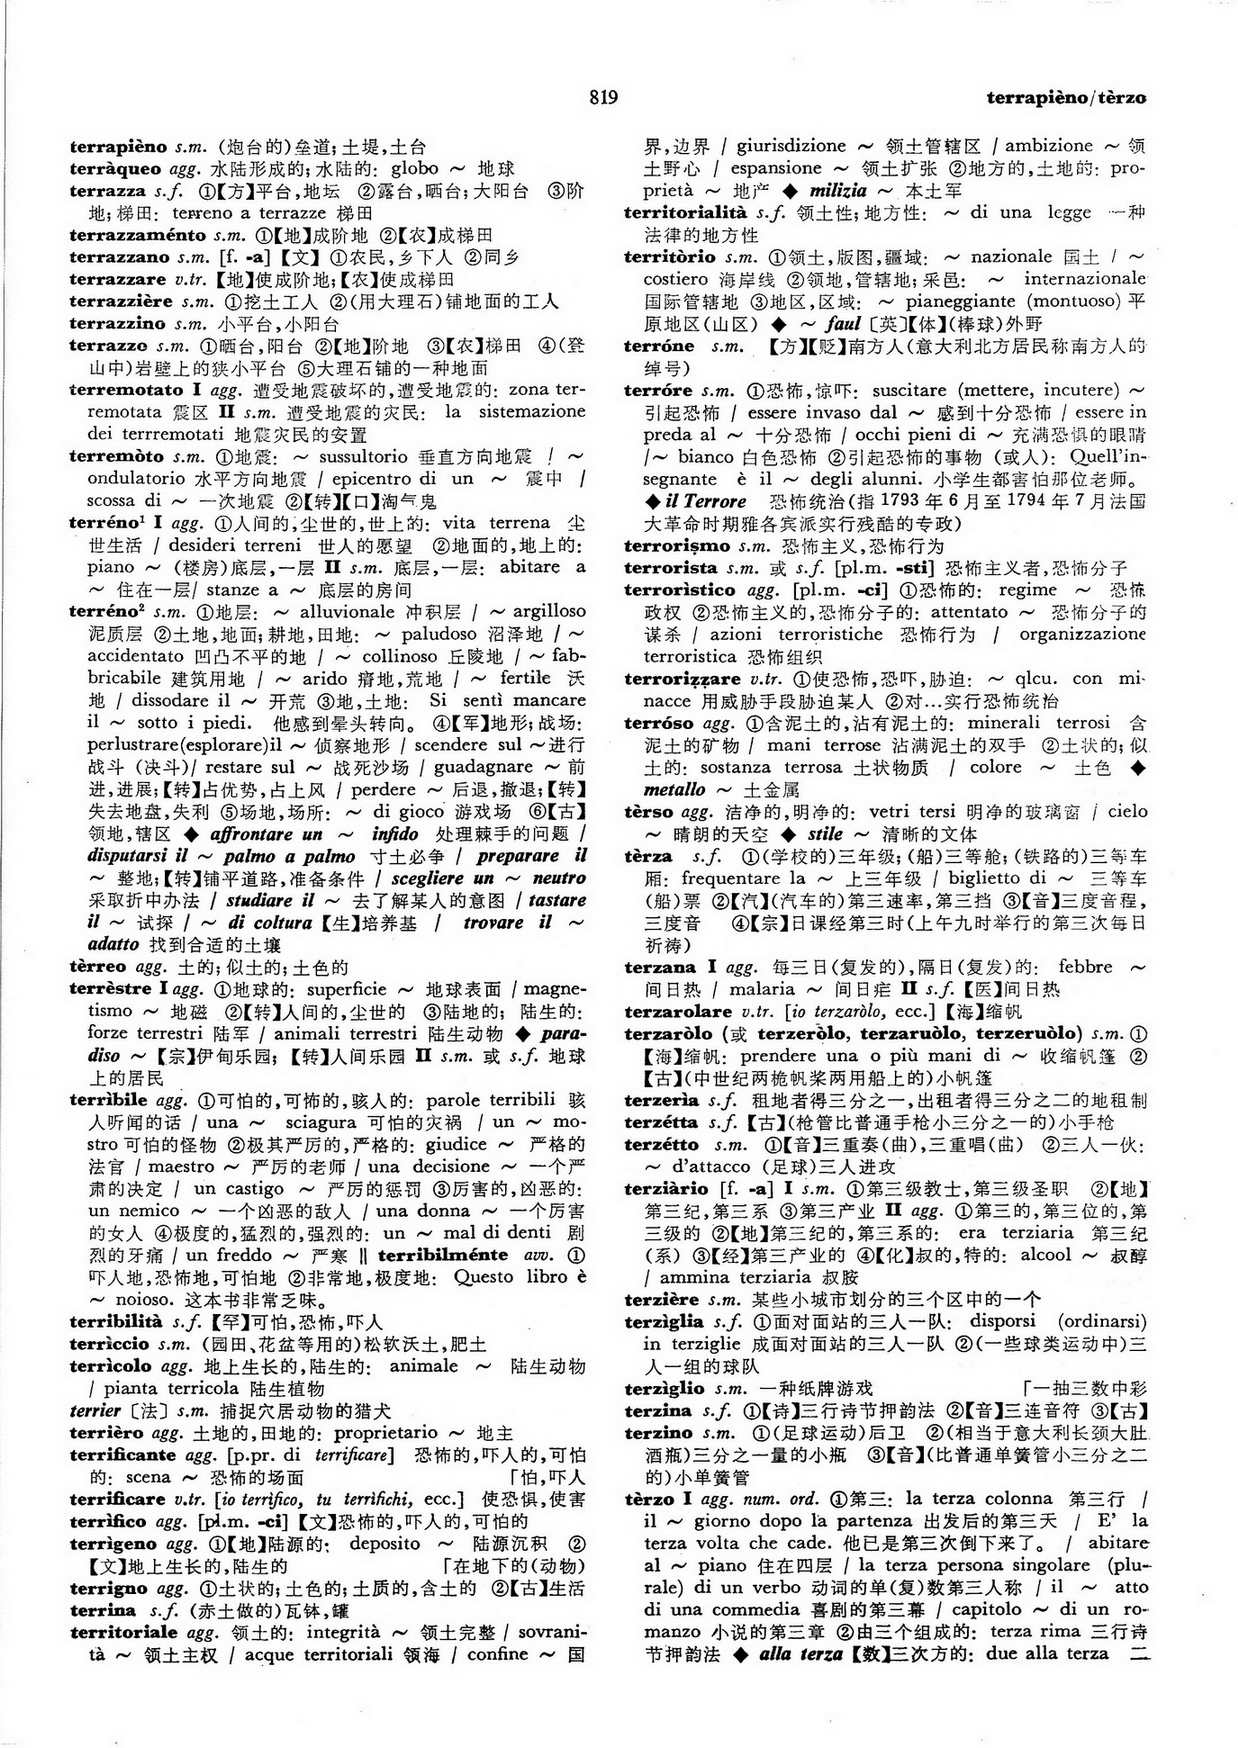 819
terrapièno/tèrzo
terrapièno s.m. (炮台的)垒道;土堤,土台
terràqueo agg. 水陆形成的;水陆的: globo ～ 地球
terrazza s.f. ①【方】平台,地坛 ②露台,晒台;大阳台 ③阶
地;梯田: terreno a terrazze 梯田
terrazzaménto s.m. ①【地】成阶地 ②【农】成梯田
terrazzano s.m. [f. -a]【文】①农民,乡下人 ②同乡
terrazzare v.tr. 【地】使成阶地;【农】使成梯田
terrazzière s.m. ①挖土工人 ②(用大理石)铺地面的工人
terrazzino s.m. 小平台,小阳台
terrazzo s.m. ①晒台,阳台 ②【地】阶地 ③【农】梯田 ④(登
山中)岩壁上的狭小平台 ⑤大理石铺的一种地面
terremotato I agg. 遭受地震破坏的,遭受地震的: zona ter-
remotata 震区 II s.m. 遭受地震的灾民: la sistemazione
dei terrremotati 地震灾民的安置
terremòto s.m. ①地震: ～ sussultorio 垂直方向地震 / ～
ondulatorio 水平方向地震 / epicentro di un ～ 震中 /
scossa di ～ 一次地震 ②【转】【口】淘气鬼
terréno¹ I agg. ①人间的,尘世的,世上的: vita terrena 尘
世生活 / desideri terreni 世人的愿望 ②地面的,地上的:
piano ～ (楼房)底层,一层 II s.m. 底层,一层: abitare a
～ 住在一层/ stanze a ～ 底层的房间
terréno² s.m. ①地层: ～ alluvionale 冲积层 / ～ argilloso
泥质层 ②土地,地面;耕地,田地: ～ paludoso 沼泽地 / ～
accidentato 凹凸不平的地 / ～ collinoso 丘陵地 / ～ fab-
bricabile 建筑用地 / ～ arido 瘠地,荒地 / ～ fertile 沃
地 / dissodare il ～ 开荒 ③地,土地: Si sentì mancare
il ～ sotto i piedi. 他感到晕头转向。 ④【军】地形;战场:
perlustrare(esplorare)il ～ 侦察地形 / scendere sul ～进行
战斗 (决斗)/ restare sul ～ 战死沙场 / guadagnare ～ 前
进,进展;【转】占优势,占上风 / perdere ～ 后退,撤退;【转】
失去地盘,失利 ⑤场地,场所: ～ di gioco 游戏场 ⑥【古】
领地,辖区 ◆ affrontare un ～ infido 处理棘手的问题 /
disputarsi il ～ palmo a palmo 寸土必争 / preparare il
～ 整地;【转】铺平道路,准备条件 / scegliere un ～ neutro
采取折中办法 / studiare il ～ 去了解某人的意图 / tastare
il ～ 试探 / ～ di coltura 【生】培养基 / trovare il ～
adatto 找到合适的土壤
tèrreo agg. 土的;似土的;土色的
terrèstre I agg. ①地球的: superficie ～ 地球表面 / magne-
tismo ～ 地磁 ②【转】人间的,尘世的 ③陆地的; 陆生的:
forze terrestri 陆军 / animali terrestri 陆生动物 ◆ para-
diso ～ 【宗】伊甸乐园; 【转】人间乐园 II s.m. 或 s.f. 地球
上的居民
terrìbile agg. ①可怕的,可怖的,骇人的: parole terribili 骇
人听闻的话 / una ～ sciagura 可怕的灾祸 / un ～ mo-
stro 可怕的怪物 ②极其严厉的,严格的: giudice ～ 严格的
法官 / maestro ～ 严厉的老师 / una decisione ～ 一个严
肃的决定 / un castigo ～ 严厉的惩罚 ③厉害的,凶恶的:
un nemico ～ 一个凶恶的敌人 / una donna ～ 一个厉害
的女人 ④极度的,猛烈的,强烈的: un ～ mal di denti 剧
烈的牙痛 / un freddo ～ 严寒 ‖ terribilménte avv. ①
吓人地,恐怖地,可怕地 ②非常地,极度地: Questo libro è
～ noioso. 这本书非常乏味。
terribilità s.f. 【罕】可怕,恐怖,吓人
terrìccio s.m. (园田、花盆等用的)松软沃土,肥土
terrìcolo agg. 地上生长的,陆生的: animale ～ 陆生动物
/ pianta terricola 陆生植物
terrier〔法〕s.m. 捕捉穴居动物的猎犬
terrièro agg. 土地的,田地的: proprietario ～ 地主
terrificante agg. [p.pr. di terrificare] 恐怖的,吓人的,可怕
的: scena ～ 恐怖的场面 「怕,吓人
terrificare v.tr. [io terrìfico, tu terrìfichi, ecc.] 使恐惧,使害
terrìfico agg. [pl.m. -ci]【文】恐怖的,吓人的,可怕的
terrìgeno agg. ①【地】陆源的: deposito ～ 陆源沉积 ②
【文】地上生长的,陆生的 「在地下的(动物)
terrigno agg. ①土状的;土色的;土质的,含土的 ②【古】生活
terrina s.f. (赤土做的)瓦钵,罐
territoriale agg. 领土的: integrità ～ 领土完整 / sovrani-
tà ～ 领土主权 / acque territoriali 领海 / confine ～ 国
界,边界 / giurisdizione ～ 领土管辖区 / ambizione ～ 领
土野心 / espansione ～ 领土扩张 ②地方的,土地的: pro-
prietà ～ 地产 ◆ milizia ～ 本土军
territorialità s.f. 领土性;地方性: ～ di una legge 一种
法律的地方性
territòrio s.m. ①领土,版图,疆域: ～ nazionale 国土 / ～
costiero 海岸线 ②领地,管辖地;采邑: ～ internazionale
国际管辖地 ③地区,区域: ～ pianeggiante (montuoso) 平
原地区(山区) ◆ ～ faul〔英〕【体】(棒球)外野
terróne s.m. 【方】【贬】南方人(意大利北方居民称南方人的
绰号)
terróre s.m. ①恐怖,惊吓: suscitare (mettere, incutere) ～
引起恐怖 / essere invaso dal ～ 感到十分恐怖 / essere in
preda al ～ 十分恐怖 / occhi pieni di ～ 充满恐惧的眼睛
/～ bianco 白色恐怖 ②引起恐怖的事物 (或人): Quell'in-
segnante è il ～ degli alunni. 小学生都害怕那位老师。
◆ il Terrore 恐怖统治(指 1793 年 6 月至 1794 年 7 月法国
大革命时期雅各宾派实行残酷的专政)
terroriṣmo s.m. 恐怖主义,恐怖行为
terrorista s.m. 或 s.f. [pl.m. -sti] 恐怖主义者,恐怖分子
terrorìstico agg. [pl.m. -ci] ①恐怖的: regime ～ 恐怖
政权 ②恐怖主义的,恐怖分子的: attentato ～ 恐怖分子的
谋杀 / azioni terroristiche 恐怖行为 / organizzazione
terroristica 恐怖组织
terroriẓẓare v.tr. ①使恐怖,恐吓,胁迫: ～ qlcu. con mi-
nacce 用威胁手段胁迫某人 ②对…实行恐怖统治
terróso agg. ①含泥土的,沾有泥土的: minerali terrosi 含
泥土的矿物 / mani terrose 沾满泥土的双手 ②土状的;似
土的: sostanza terrosa 土状物质 / colore ～ 土色 ◆
metallo ～ 土金属
tèrso agg. 洁净的,明净的: vetri tersi 明净的玻璃窗 / cielo
～ 晴朗的天空 ◆ stile ～ 清晰的文体
tèrza s.f. ①(学校的)三年级;(船)三等舱;(铁路的)三等车
厢: frequentare la ～ 上三年级 / biglietto di ～ 三等车
(船)票 ②【汽】(汽车的)第三速率,第三挡 ③【音】三度音程,
三度音 ④【宗】日课经第三时(上午九时举行的第三次每日
祈祷)
terzana I agg. 每三日(复发的),隔日(复发)的: febbre ～
间日热 / malaria ～ 间日疟 II s.f. 【医】间日热
terzarolare v.tr. [io terzaròlo, ecc.]【海】缩帆
terzaròlo (或 terzeròlo, terzaruòlo, terzeruòlo) s.m. ①
【海】缩帆: prendere una o più mani di ～ 收缩帆篷 ②
【古】(中世纪两桅帆桨两用船上的)小帆篷
terzerìa s.f. 租地者得三分之一,出租者得三分之二的地租制
terzétta s.f. 【古】(枪管比普通手枪小三分之一的)小手枪
terzétto s.m. ①【音】三重奏(曲),三重唱(曲) ②三人一伙:
～ d'attacco (足球)三人进攻
terziàrio [f. -a] I s.m. ①第三级教士,第三级圣职 ②【地】
第三纪,第三系 ③第三产业 II agg. ①第三的,第三位的,第
三级的 ②【地】第三纪的,第三系的: era terziaria 第三纪
(系) ③【经】第三产业的 ④【化】叔的,特的: alcool ～ 叔醇
/ ammina terziaria 叔胺
terzière s.m. 某些小城市划分的三个区中的一个
terzìglia s.f. ①面对面站的三人一队: disporsi (ordinarsi)
in terziglie 成面对面站的三人一队 ②(一些球类运动中)三
人一组的球队
terzìglio s.m. 一种纸牌游戏 「一抽三数中彩
terzina s.f. ①【诗】三行诗节押韵法 ②【音】三连音符 ③【古】
terzino s.m. ①(足球运动)后卫 ②(相当于意大利长颈大肚
酒瓶)三分之一量的小瓶 ③【音】(比普通单簧管小三分之二
的)小单簧管
tèrzo I agg. num. ord. ①第三: la terza colonna 第三行 /
il ～ giorno dopo la partenza 出发后的第三天 / E' la
terza volta che cade. 他已是第三次倒下来了。 / abitare
al ～ piano 住在四层 / la terza persona singolare (plu-
rale) di un verbo 动词的单(复)数第三人称 / il ～ atto
di una commedia 喜剧的第三幕 / capitolo ～ di un ro-
manzo 小说的第三章 ②由三个组成的: terza rima 三行诗
节押韵法 ◆ alla terza 【数】三次方的: due alla terza 二